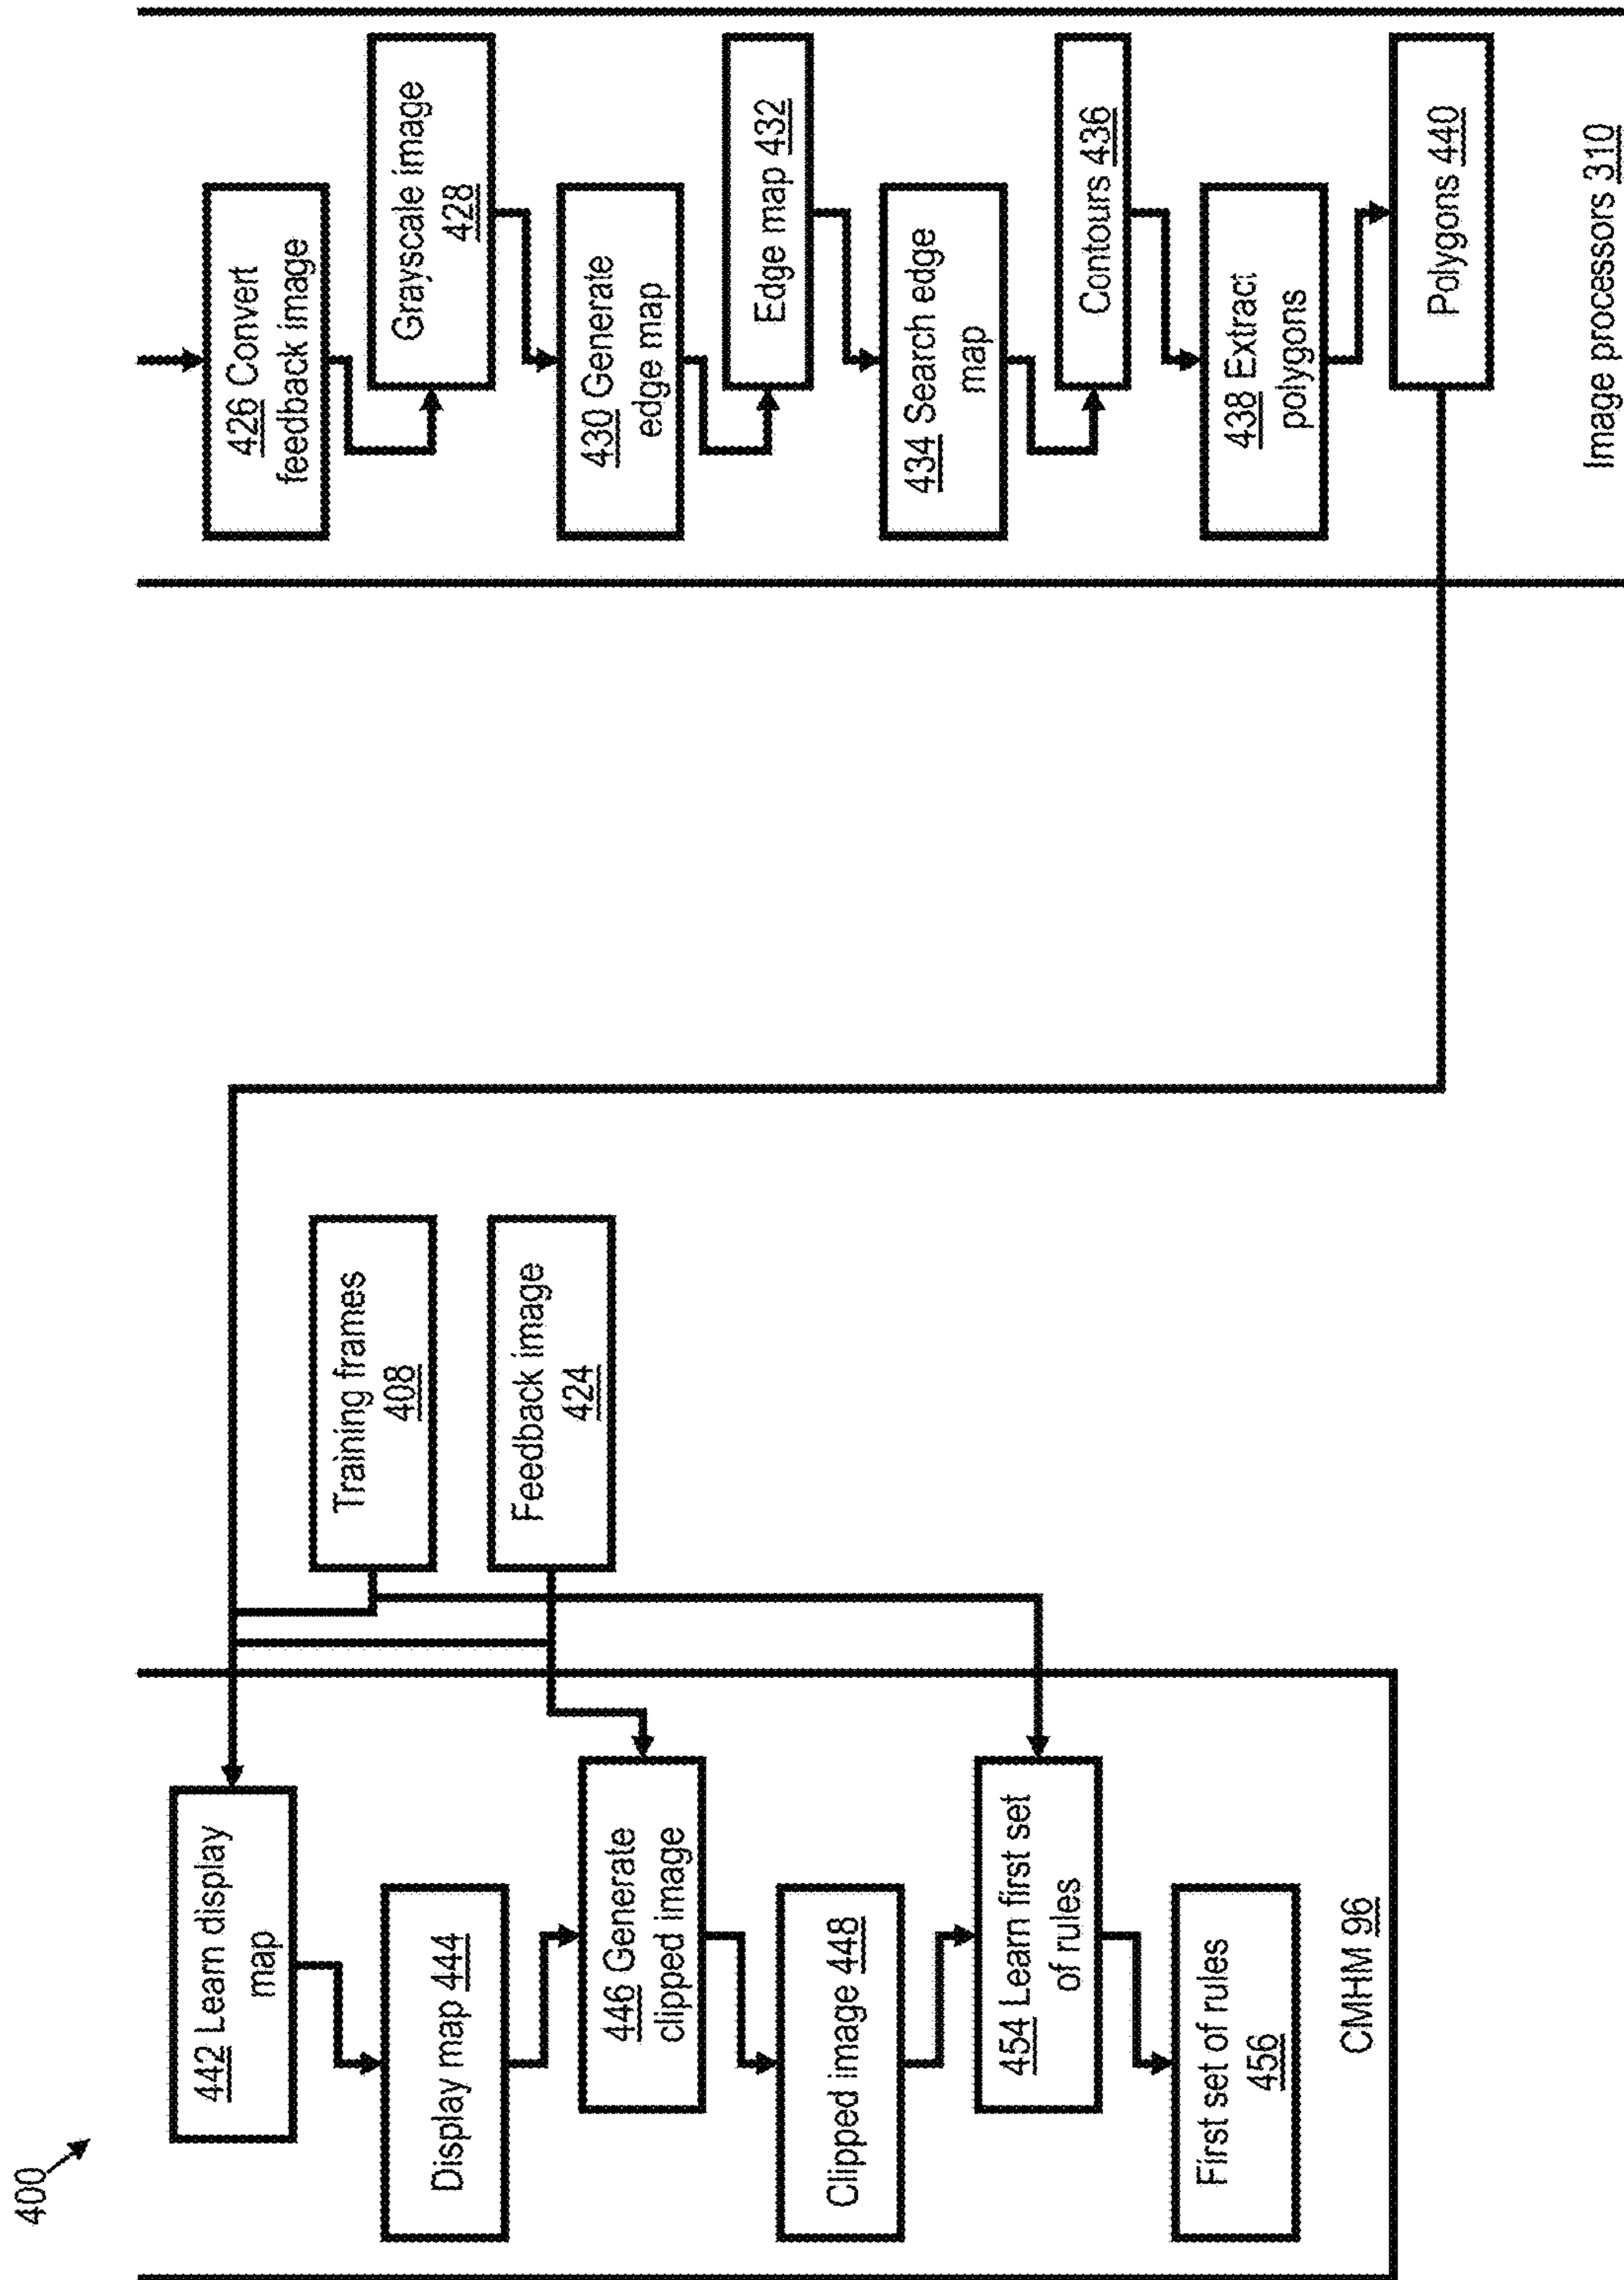 400
442 Learn display
map
Display map 444
446 Generate
clipped image
Clipped image 448
454 Learn first set
of rules
First set of rules
456
CMHM 96
Training frames
408
Feedback image
424
426 Convert
feedback image
Grayscale image
428
430 Generate
edge map
Edge map 432
434 Search edge
map
Contours 436
438 Extract
polygons
Polygons 440
Image processors 310